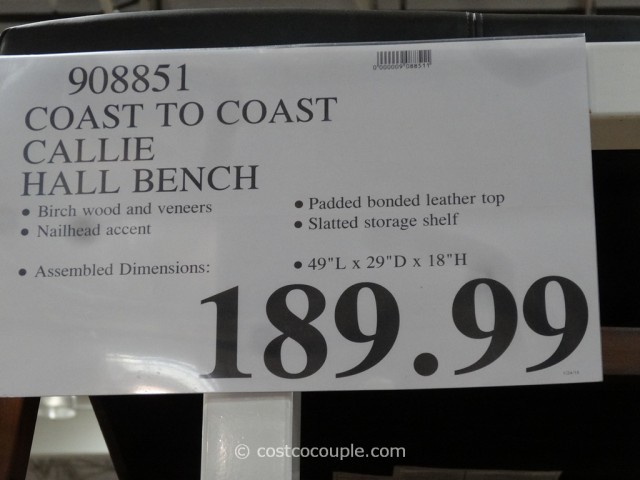 0000009088511
908851
COAST TO COAST
CALLIE
HALL BENCH
• Birch wood and veneers
• Nailhead accent
• Padded bonded leather top
• Slatted storage shelf
• Assembled Dimensions:
• 49"L x 29"D x 18"H
189.99
© costcocouple.com